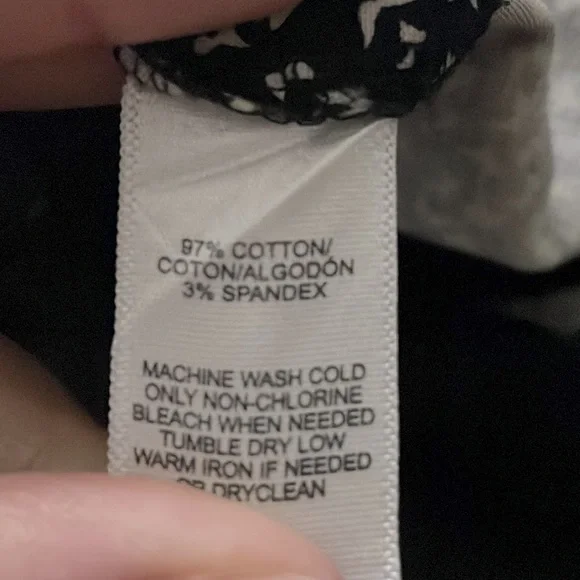 97% COTTON/
COTON/ALGODÓN
3% SPANDEX
MACHINE WASH COLD
ONLY NON-CHLORINE
BLEACH WHEN NEEDED
TUMBLE DRY LOW
WARM IRON IF NEEDED
OR DRYCLEAN